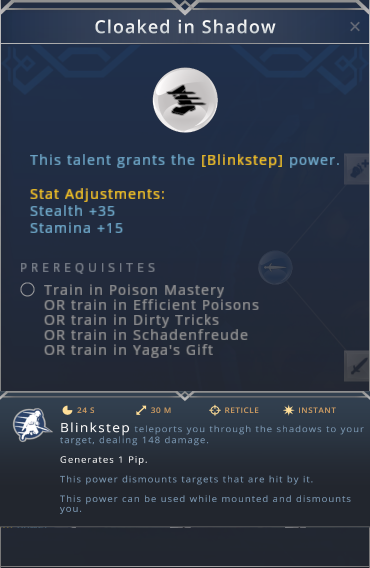 Cloaked in Shadow
This talent grants the [Blinkstep] power.
Stat Adjustments:
Stealth +35
Stamina +15
PREREQUISITES
Train in Poison Mastery
OR train in Efficient Poisons
OR train in Dirty Tricks
OR train in Schadenfreude
OR train in Yaga's Gift
24 S 30 M RETICLE INSTANT
Blinkstep teleports you through the shadows to your
target, dealing 148 damage.
Generates 1 Pip.
This power dismounts targets that are hit by it.
This power can be used while mounted and dismounts
you.